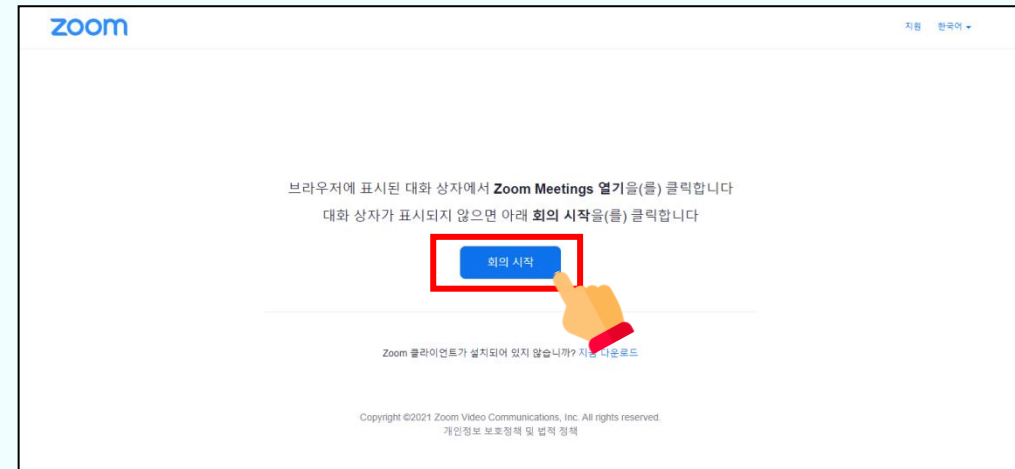 zoom
지원 한국어
브라우저에 표시된 대화 상자에서 Zoom Meetings 열기을(를) 클릭합니다
대화 상자가 표시되지 않으면 아래 회의 시작을(를) 클릭합니다
회의 시작
Zoom 클라이언트가 설치되어 있지 않습니까? 지금 다운로드
Copyright ©2021 Zoom Video Communications, Inc. All rights reserved.
개인정보 보호정책 및 법적 정책